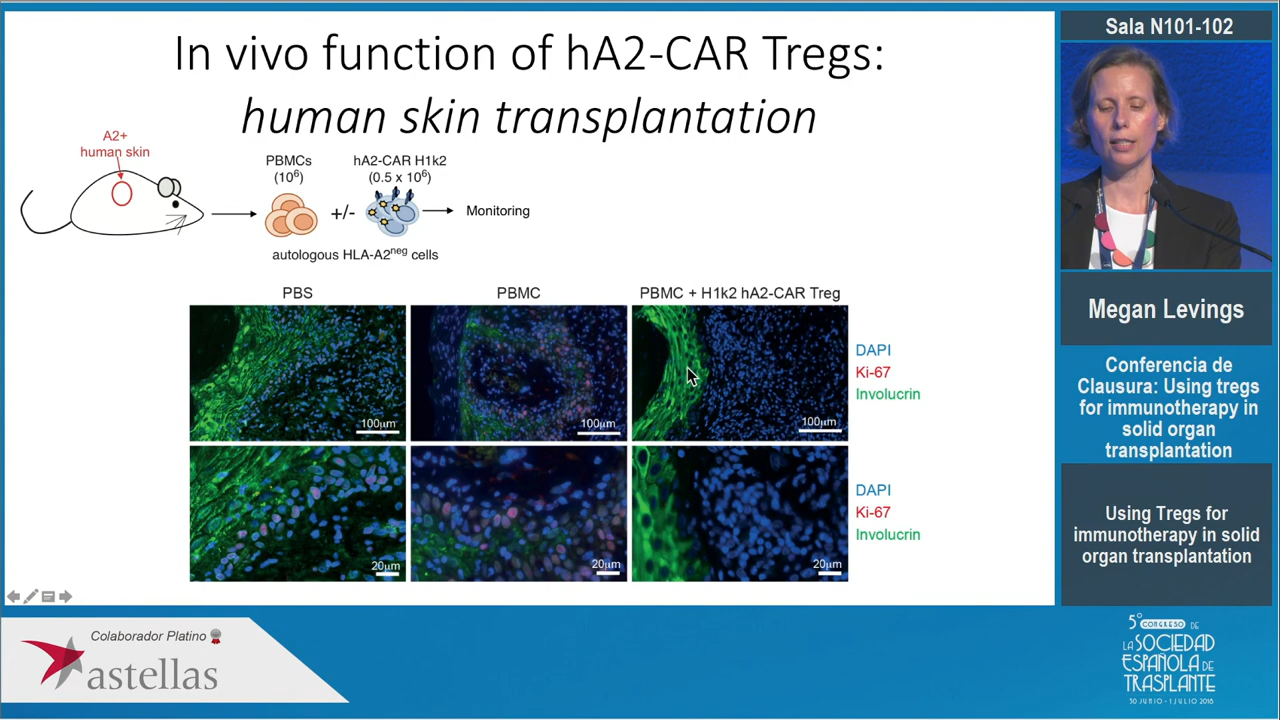 In vivo function of hA2-CAR Tregs:
human skin transplantation
A2+
human skin
PBMCs
(10⁶)
+/-
hA2-CAR H1k2
(0.5 x 10⁶)
Monitoring
autologous HLA-A2ⁿᵉᵍ cells
PBS
PBMC
PBMC + H1k2 hA2-CAR Treg
100µm
100µm
100µm
DAPI
Ki-67
Involucrin
20µm
20µm
20µm
DAPI
Ki-67
Involucrin
Sala N101-102
Megan Levings
Conferencia de
Clausura: Using tregs
for immunotherapy in
solid organ
transplantation
Using Tregs for
immunotherapy in solid
organ transplantation
Colaborador Platino
astellas
5º CONGRESO DE
LA SOCIEDAD
ESPAÑOLA DE
TRASPLANTE
30 JUNIO - 1 JULIO 2018